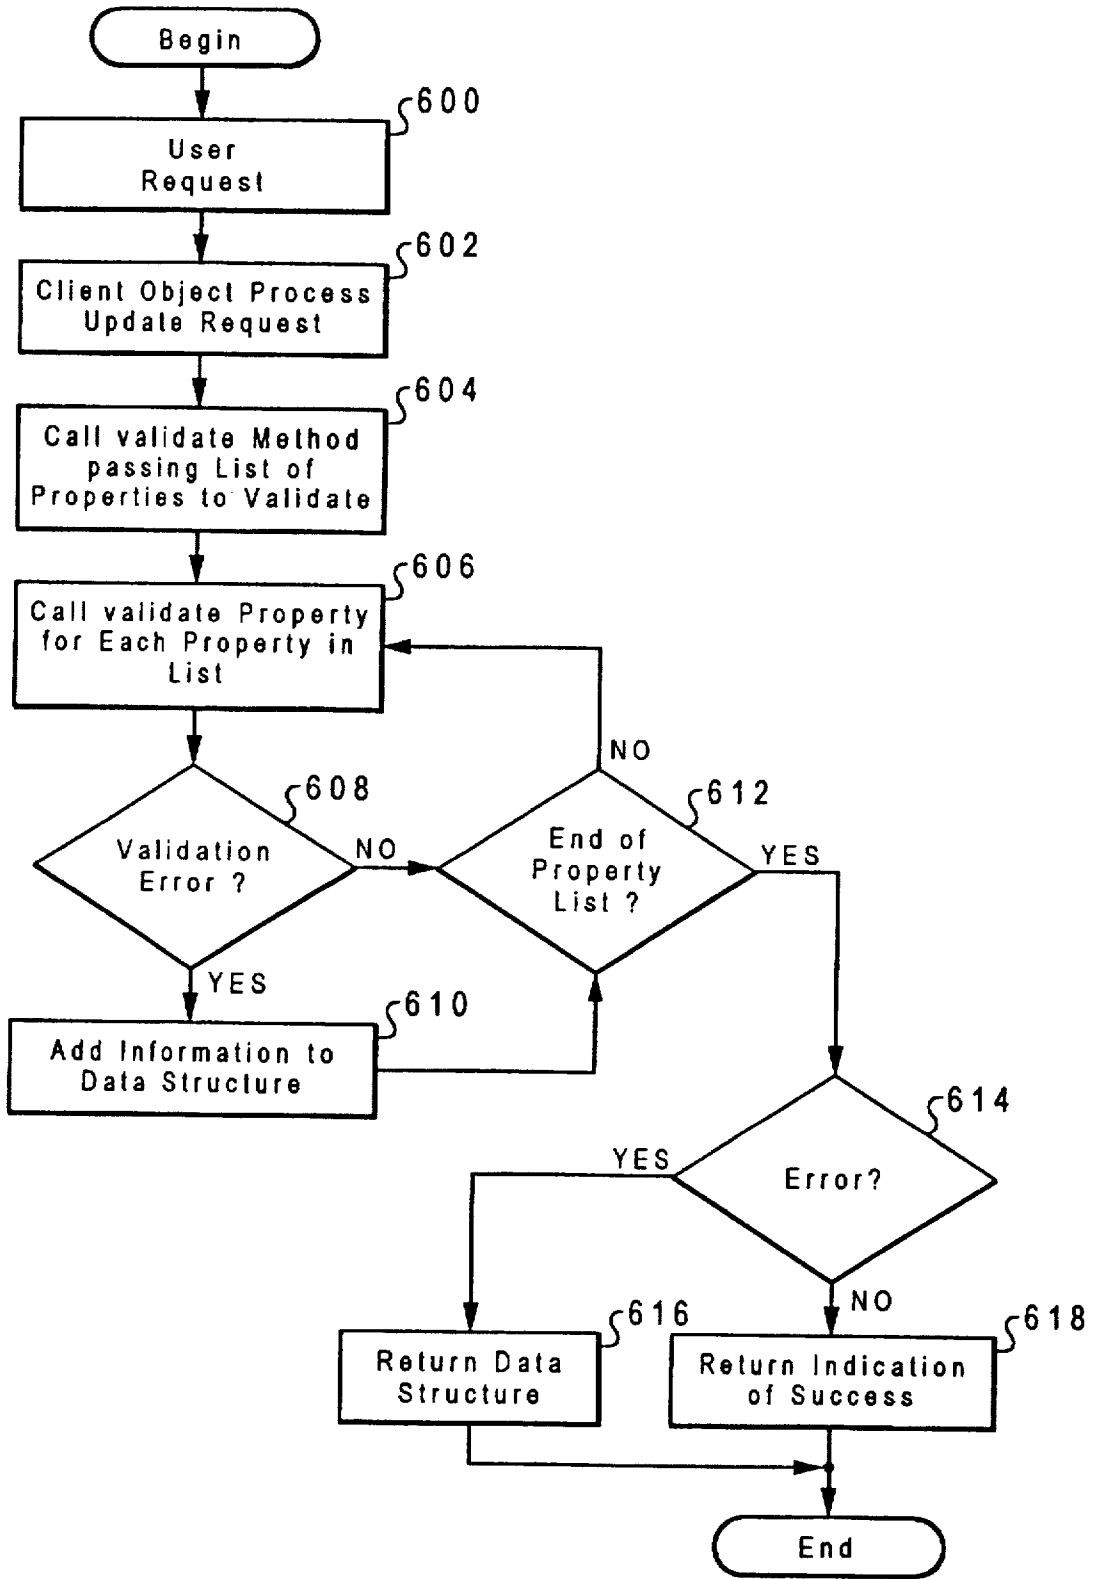 Begin
600
User
Request
602
Client Object Process
Update Request
604
Call validate Method
passing List of
Properties to Validate
606
Call validate Property
for Each Property in
List
NO
608
612
Validation
Error ?
NO
End of
Property
List ?
YES
YES
610
Add Information to
Data Structure
614
YES
Error?
NO
616
618
Return Data
Structure
Return Indication
of Success
End